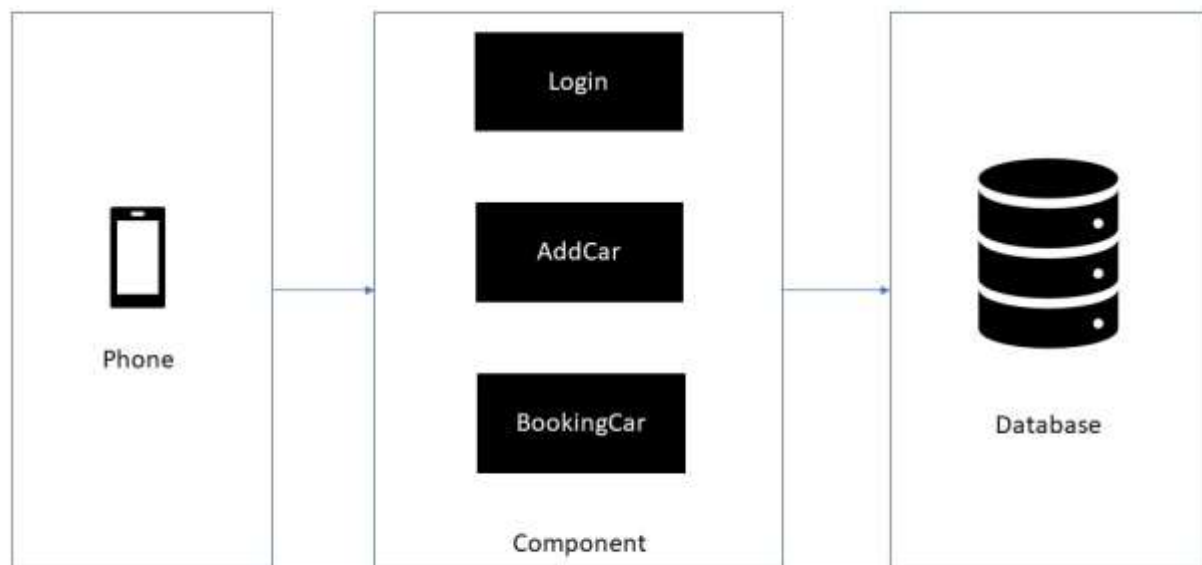 Login
AddCar
Phone
BookingCar
Database
Component